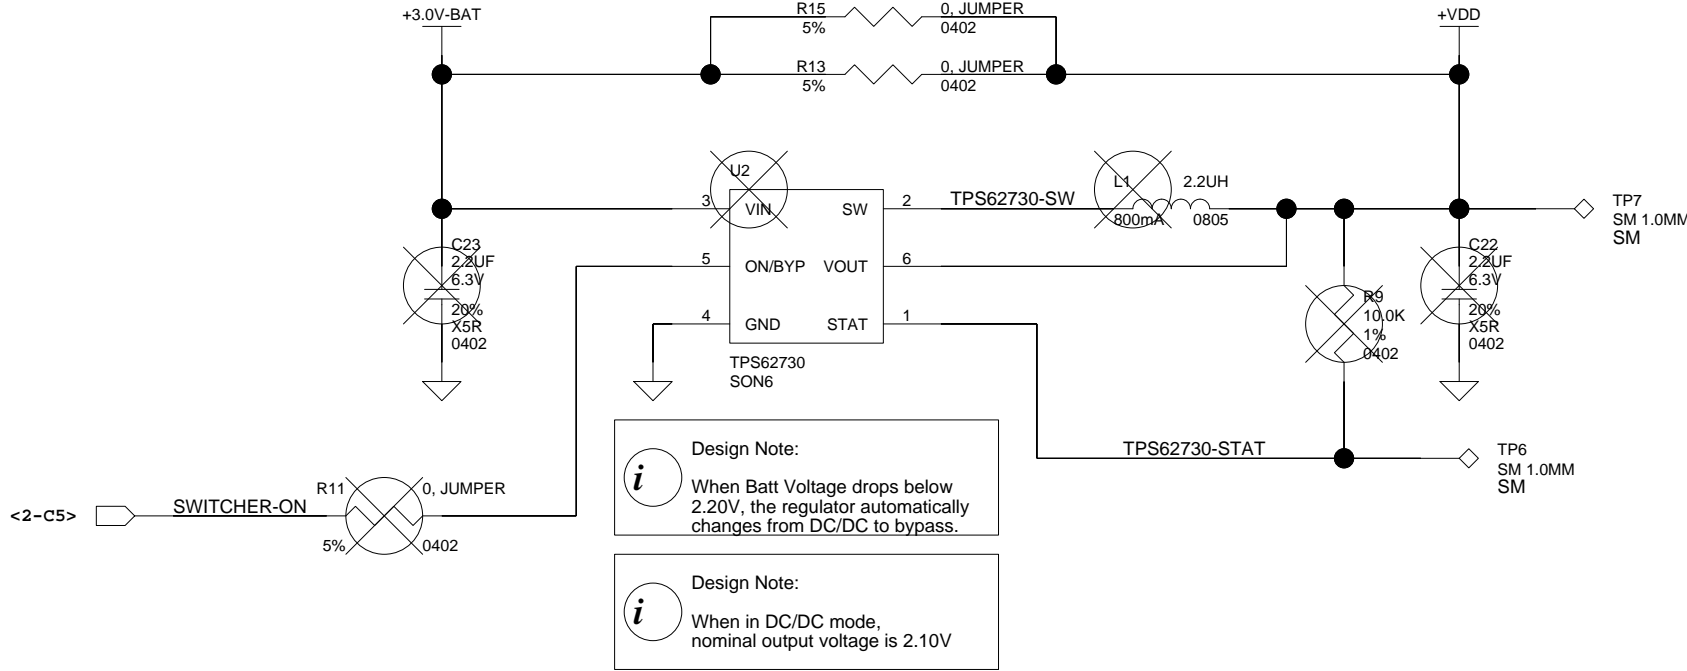 +3.0V-BAT
R15
5%
0, JUMPER
0402
+VDD
R13
5%
0, JUMPER
0402
U2
3
VIN
SW
2
TPS62730-SW
L1
2.2UH
800mA
0805
TP7
SM 1.0MM
SM
C23
2.2UF
6.3V
20%
X5R
0402
5
ON/BYP
VOUT
6
C22
2.2UF
6.3V
20%
X5R
0402
R9
10.0K
1%
0402
4
GND
STAT
1
TPS62730
SON6
TPS62730-STAT
TP6
SM 1.0MM
SM
i
Design Note:
When Batt Voltage drops below
2.20V, the regulator automatically
changes from DC/DC to bypass.
<2-C5>
SWITCHER-ON
R11
0, JUMPER
5%
0402
i
Design Note:
When in DC/DC mode,
nominal output voltage is 2.10V